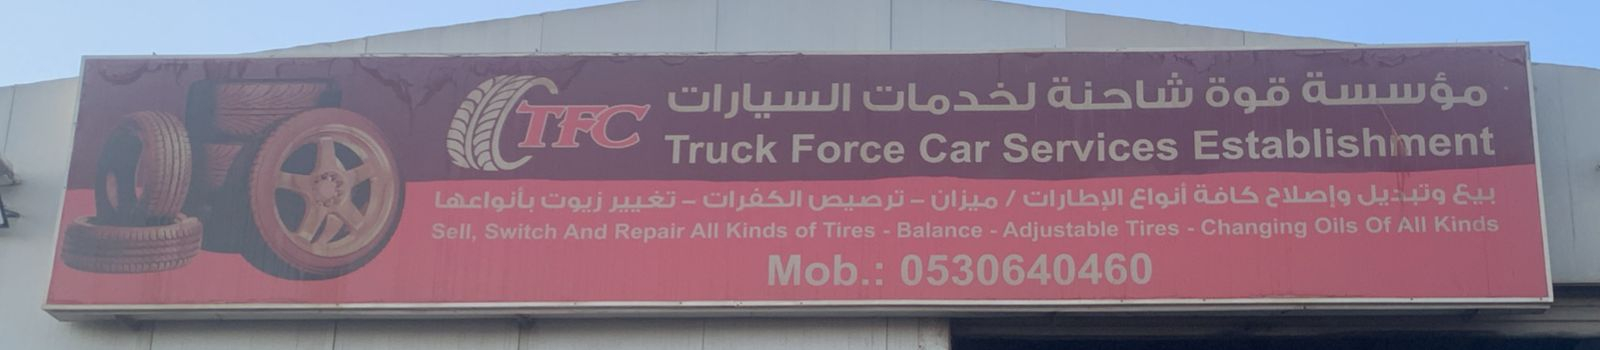 مؤسسة قوة شاحنة لخدمات السيارات
TFC
Truck Force Car Services Establishment
بيع وتبديل وإصلاح كافة أنواع الإطارات / ميزان - ترصيص الكفرات - تغيير زيوت بأنواعها
Sell, Switch And Repair All Kinds of Tires - Balance - Adjustable Tires - Changing Oils Of All Kinds
Mob.: 0530640460